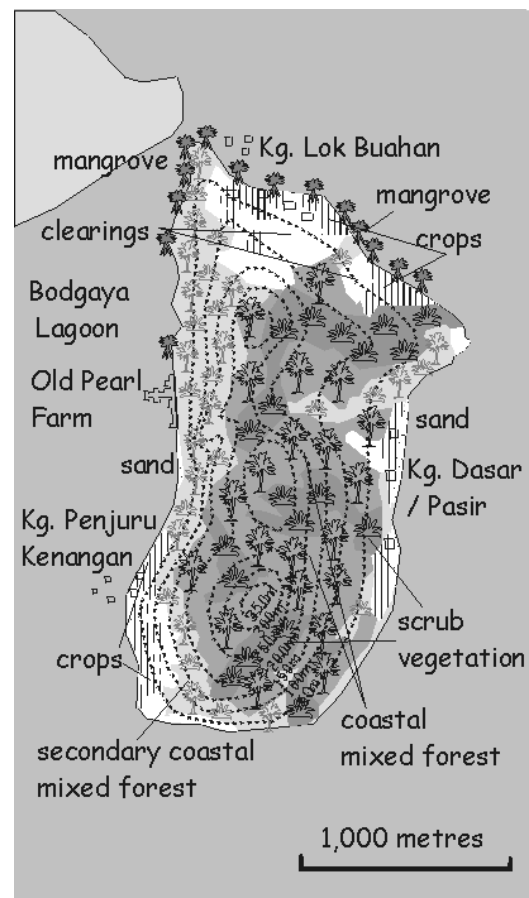 Kg. Lok Buahan
mangrove
mangrove
clearings
crops
Bodgaya
Lagoon
Old Pearl
Farm
sand
sand
Kg. Dasar
/ Pasir
Kg. Penjuru
Kenangan
scrub
vegetation
crops
coastal
mixed forest
secondary coastal
mixed forest
1,000 metres